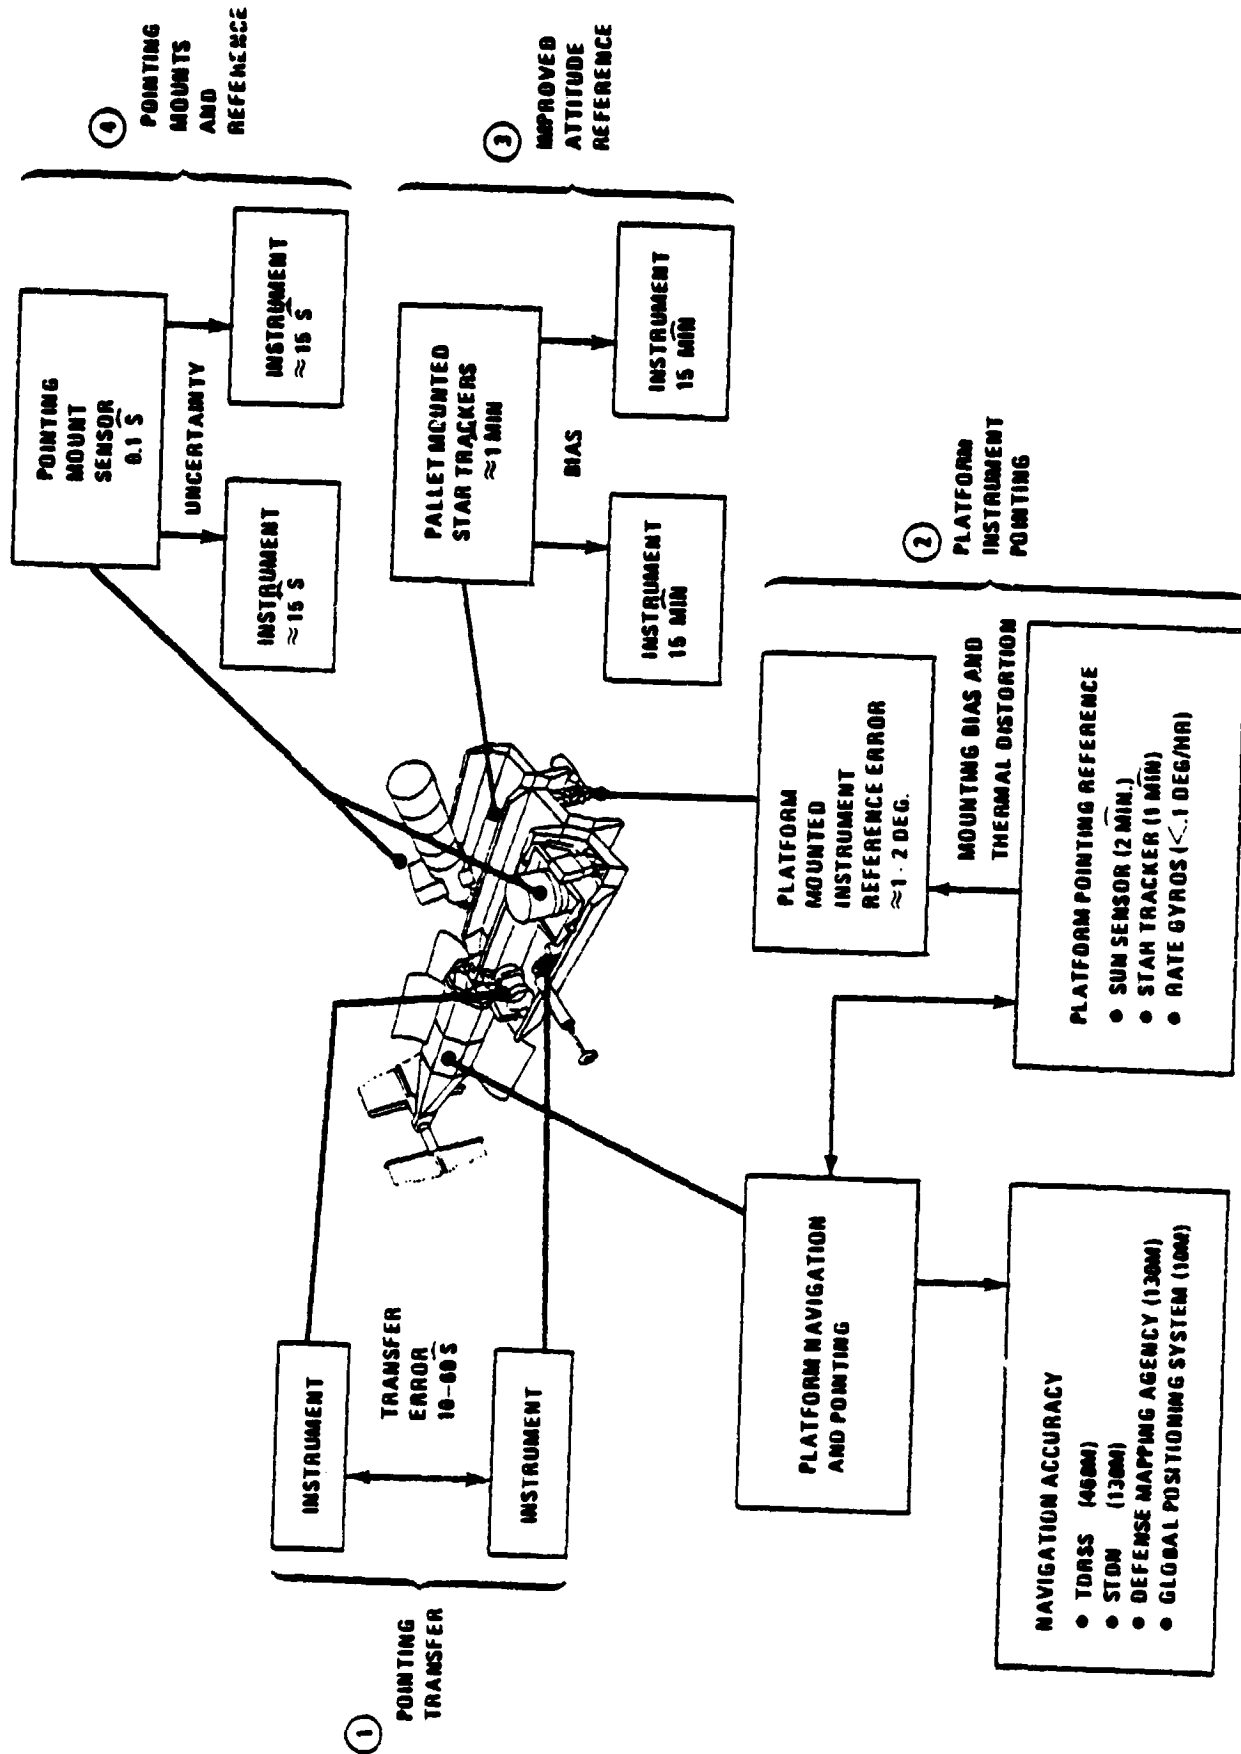 1
POINTING
TRANSFER
INSTRUMENT
TRANSFER
ERROR
10-60 S
INSTRUMENT
4
POINTING
MOUNTS
AND
REFERENCE
POINTING
MOUNT
SENSOR
0.1 S
UNCERTAINTY
INSTRUMENT
≈15 S
INSTRUMENT
≈15 S
3
IMPROVED
ATTITUDE
REFERENCE
PALLET MOUNTED
STAR TRACKERS
≈1 MIN
BIAS
INSTRUMENT
15 MIN
INSTRUMENT
15 MIN
2
PLATFORM
INSTRUMENT
POINTING
PLATFORM
MOUNTED
INSTRUMENT
REFERENCE ERROR
≈1 - 2 DEG.
MOUNTING BIAS AND
THERMAL DISTORTION
PLATFORM POINTING REFERENCE
● SUN SENSOR (2 MIN.)
● STAR TRACKER (1 MIN)
● RATE GYROS (<.1 DEG/HR)
PLATFORM NAVIGATION
AND POINTING
NAVIGATION ACCURACY
● TDRSS (460M)
● STDN (130M)
● DEFENSE MAPPING AGENCY (130M)
● GLOBAL POSITIONING SYSTEM (10M)